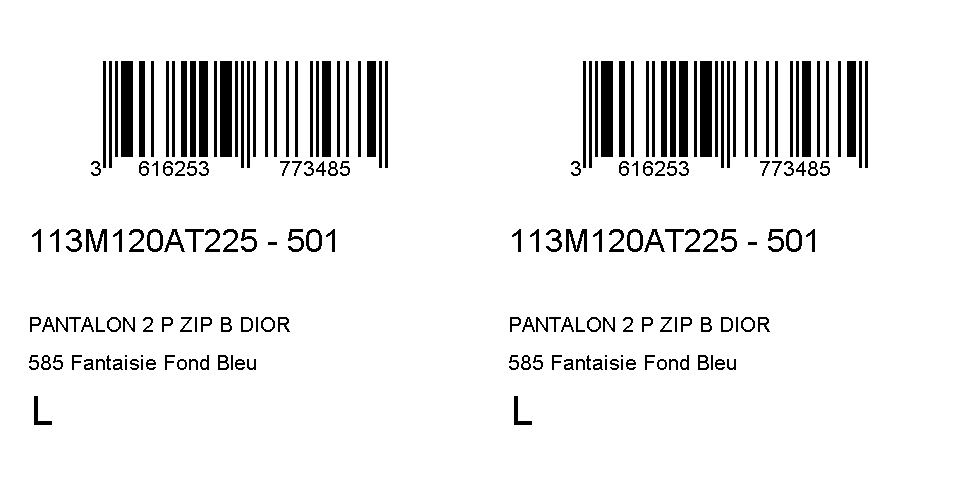 3 616253 773485
113M120AT225 - 501
PANTALON 2 P ZIP B DIOR
585 Fantaisie Fond Bleu
L
3 616253 773485
113M120AT225 - 501
PANTALON 2 P ZIP B DIOR
585 Fantaisie Fond Bleu
L